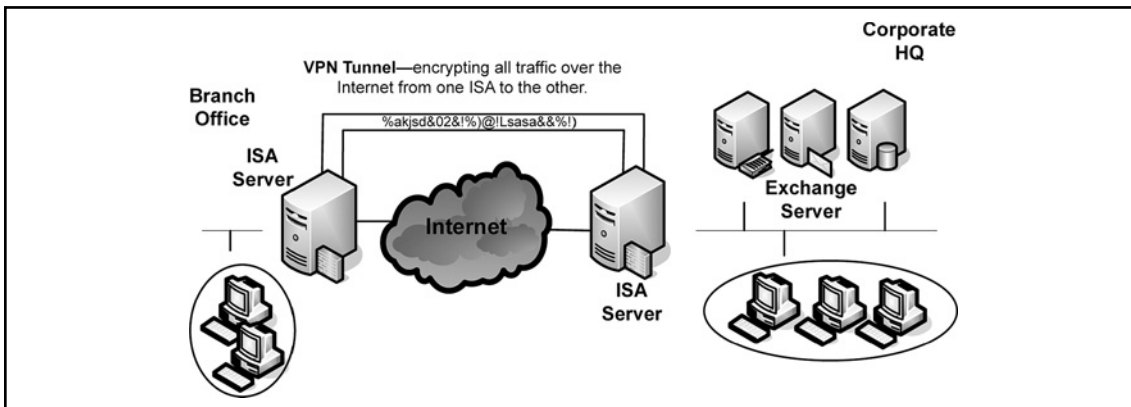 Corporate
HQ
VPN Tunnel—encrypting all traffic over the
Internet from one ISA to the other.
Branch
Office
%akjsd&02&!%)@!Lsasa&&%!)
ISA
Server
Internet
Exchange
Server
ISA
Server